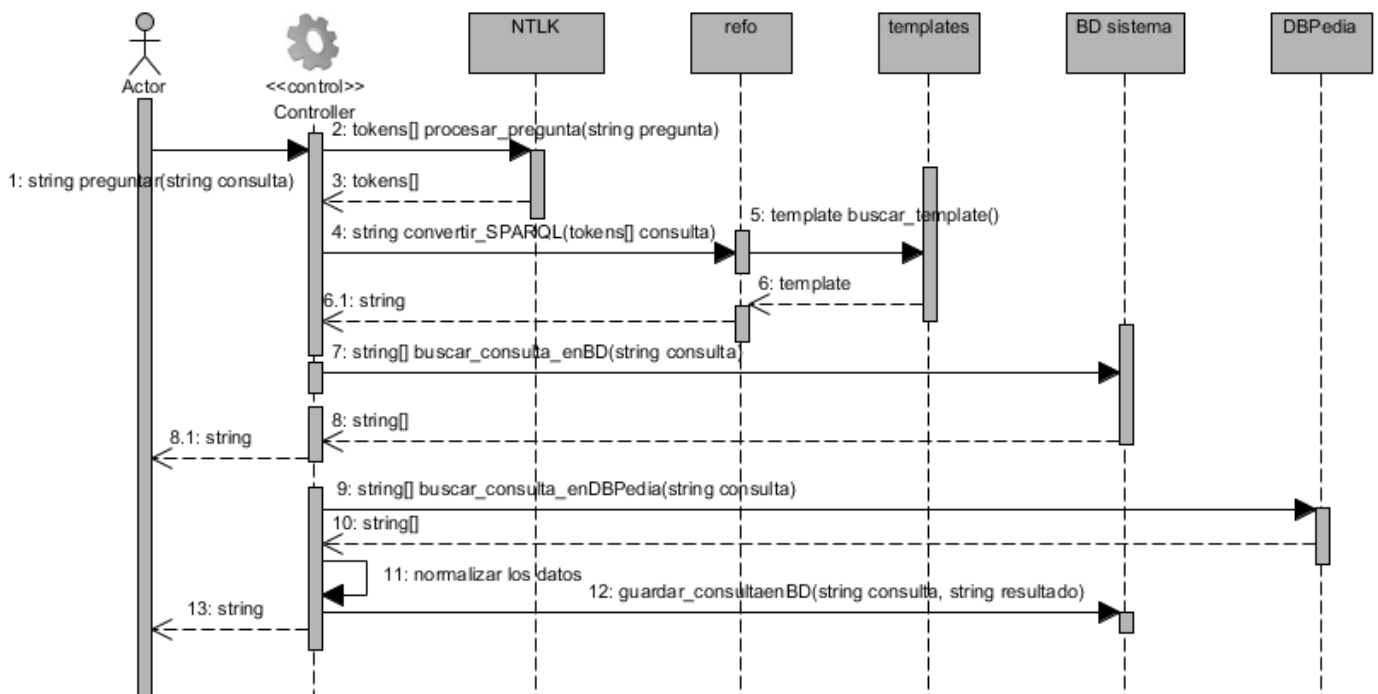 NTLK
refo
templates
BD sistema
DBPedia
Actor
<<control>>
Controller
2: tokens[] procesar_pregunta(string pregunta)
1: string preguntar(string consulta)
3: tokens[]
5: template buscar_template()
4: string convertir_SPARQL(tokens[] consulta)
6: template
6.1: string
7: string[] buscar_consulta_enBD(string consulta)
8: string[]
8.1: string
9: string[] buscar_consulta_enDBPedia(string consulta)
10: string[]
11: normalizar los datos
12: guardar_consultaenBD(string consulta, string resultado)
13: string